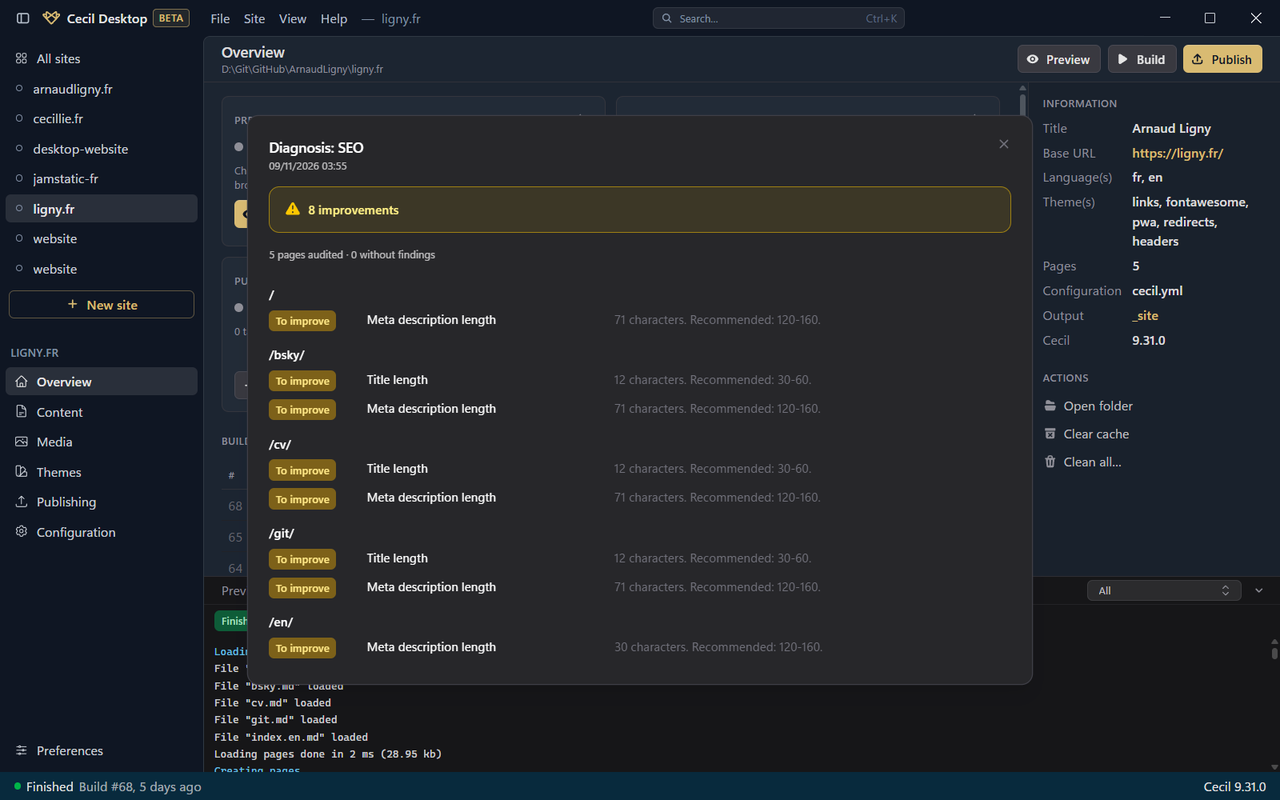 Cecil Desktop BETA File Site View Help — ligny.fr Search... Ctrl+K
All sites
arnaudligny.fr
cecillie.fr
desktop-website
jamstatic-fr
ligny.fr
website
website
+ New site
LIGNY.FR
Overview
Content
Media
Themes
Publishing
Configuration
Preferences
Overview
D:\Git\GitHub\ArnaudLigny\ligny.fr
Preview Build Publish
Diagnosis: SEO
09/11/2026 03:55
8 improvements
5 pages audited · 0 without findings
/
To improve Meta description length 71 characters. Recommended: 120-160.
/bsky/
To improve Title length 12 characters. Recommended: 30-60.
To improve Meta description length 71 characters. Recommended: 120-160.
/cv/
To improve Title length 12 characters. Recommended: 30-60.
To improve Meta description length 71 characters. Recommended: 120-160.
/git/
To improve Title length 12 characters. Recommended: 30-60.
To improve Meta description length 71 characters. Recommended: 120-160.
/en/
To improve Meta description length 30 characters. Recommended: 120-160.
#
68
65
64
All
File "bsky.md" loaded
File "cv.md" loaded
File "git.md" loaded
File "index.en.md" loaded
Loading pages done in 2 ms (28.95 kb)
Creating pages
INFORMATION
Title Arnaud Ligny
Base URL https://ligny.fr/
Language(s) fr, en
Theme(s) links, fontawesome,
pwa, redirects,
headers
Pages 5
Configuration cecil.yml
Output _site
Cecil 9.31.0
ACTIONS
Open folder
Clear cache
Clean all...
Finished Build #68, 5 days ago Cecil 9.31.0